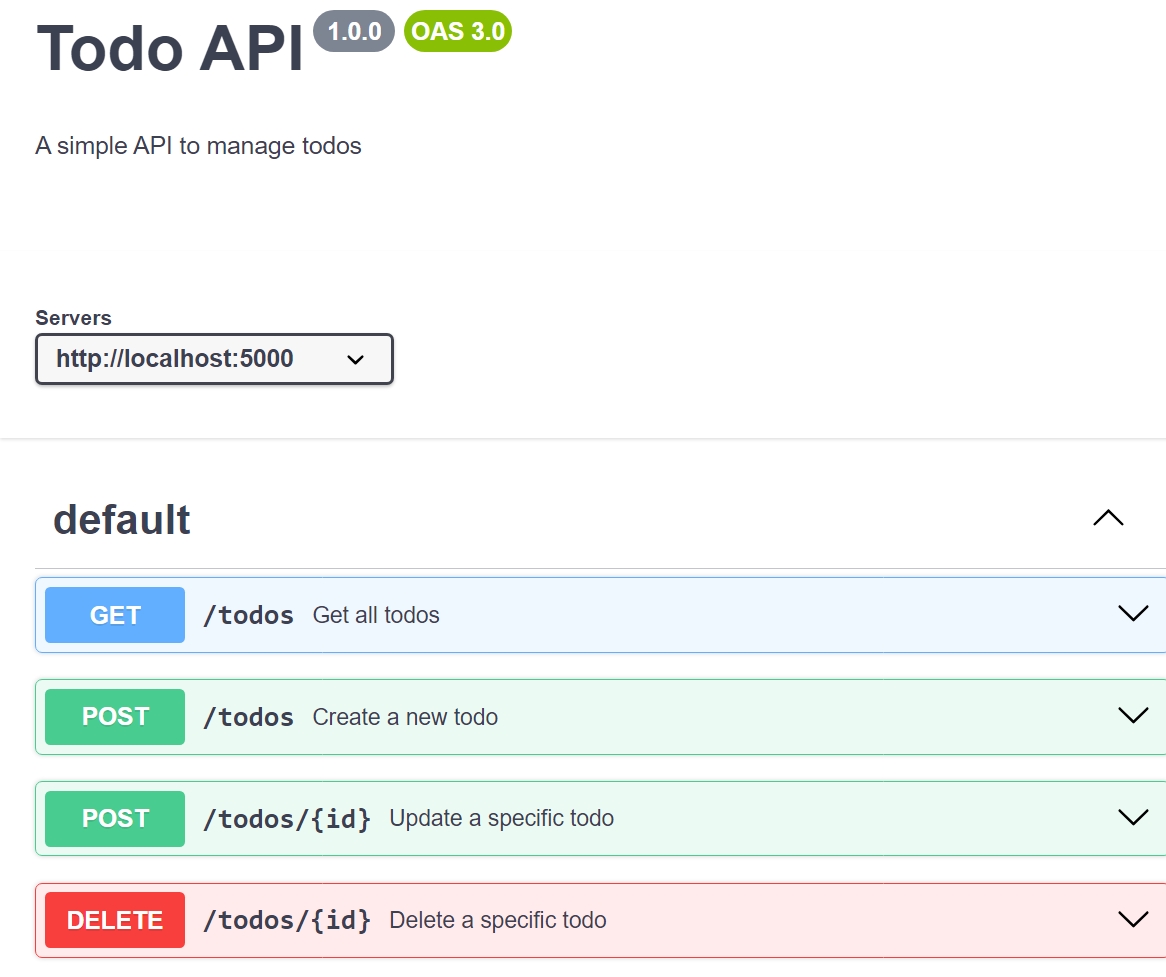 Todo API 1.0.0 OAS 3.0
A simple API to manage todos
Servers
http://localhost:5000
default
GET /todos Get all todos
POST /todos Create a new todo
POST /todos/{id} Update a specific todo
DELETE /todos/{id} Delete a specific todo